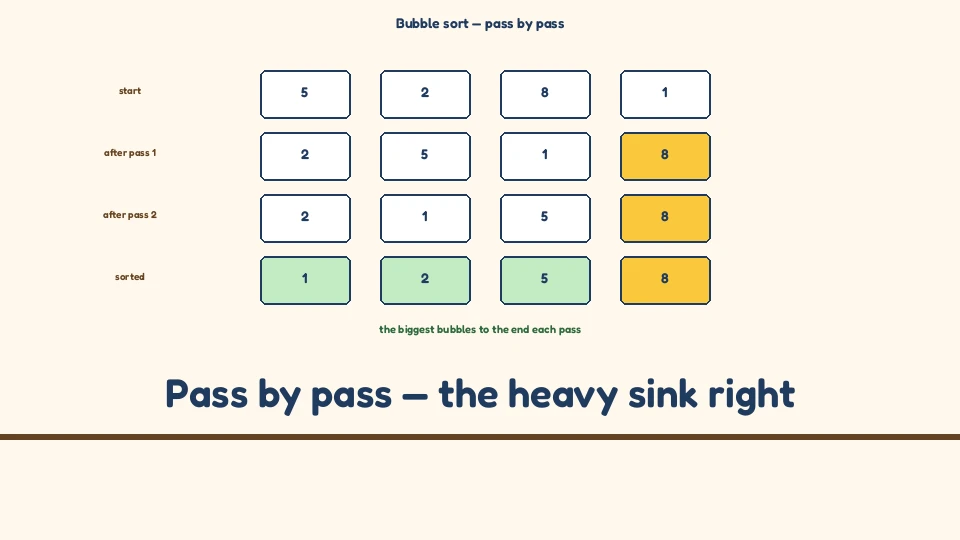 Bubble sort — pass by pass
start 5 2 8 1
after pass 1 2 5 1 8
after pass 2 2 1 5 8
sorted 1 2 5 8
the biggest bubbles to the end each pass
Pass by pass — the heavy sink right